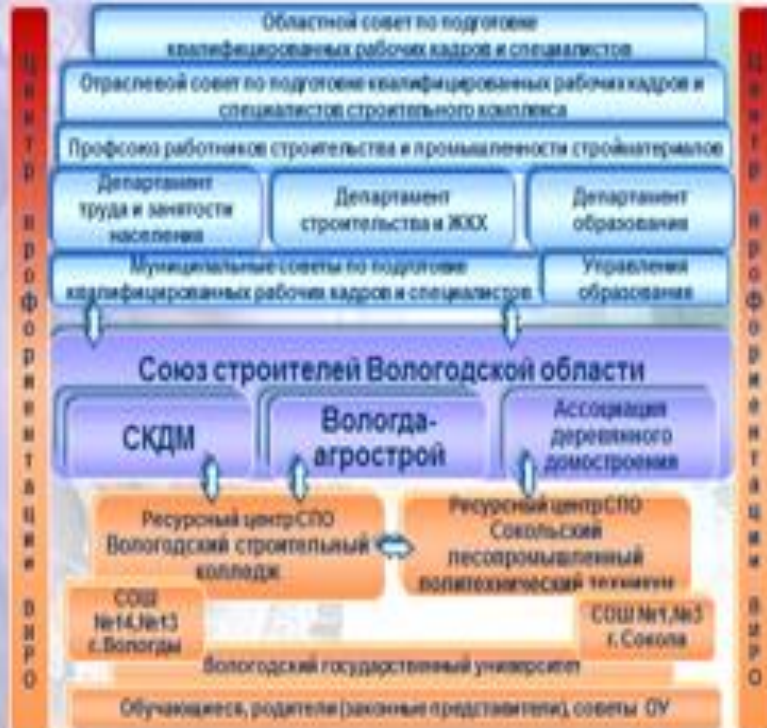 Областной совет по подготовке
квалифицированных рабочих кадров и специалистов
Отраслевой совет по подготовке квалифицированных рабочих кадров и
специалистов строительного комплекса
Профсоюз работников строительства и промышленности стройматериалов
Департамент
труда и занятости
населения
Департамент
строительства и ЖКХ
Департамент
образования
Муниципальные советы по подготовке
квалифицированных рабочих кадров и специалистов
Управления
образования
Союз строителей Вологодской области
СКДМ
Вологда-
агрострой
Ассоциация
деревянного
домостроения
Ресурсный центр СПО
Вологодский строительный
колледж
Ресурсный центр СПО
Сокольский
лесопромышленный
политехнический техникум
СОШ
№14,№13
г.Вологды
СОШ №1,№3
г.Сокола
Вологодский государственный университет
Обучающиеся, родители (законные представители), советы ОУ
Центр профориентации ВИРО
Центр профориентации ВИРО